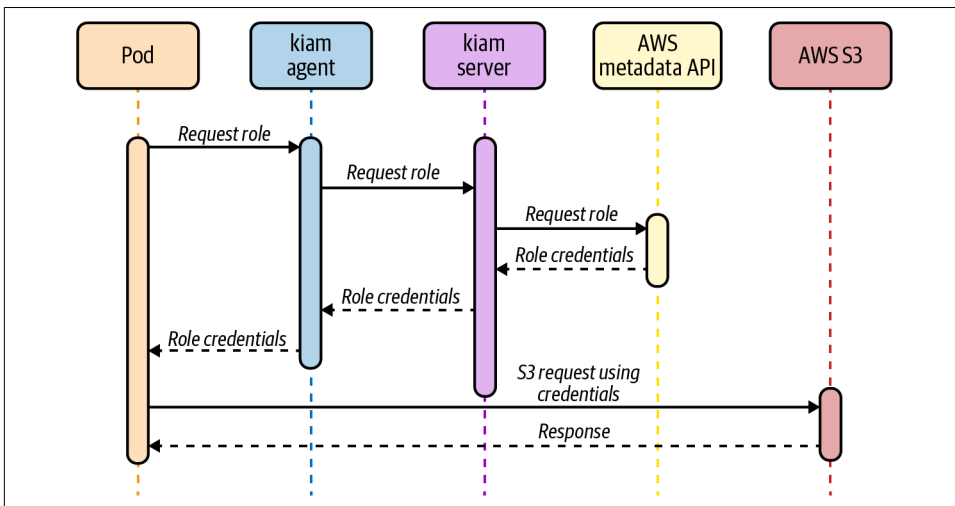 Pod
kiam
agent
kiam
server
AWS
metadata API
AWS S3
Request role
Request role
Request role
Role credentials
Role credentials
Role credentials
S3 request using
credentials
Response